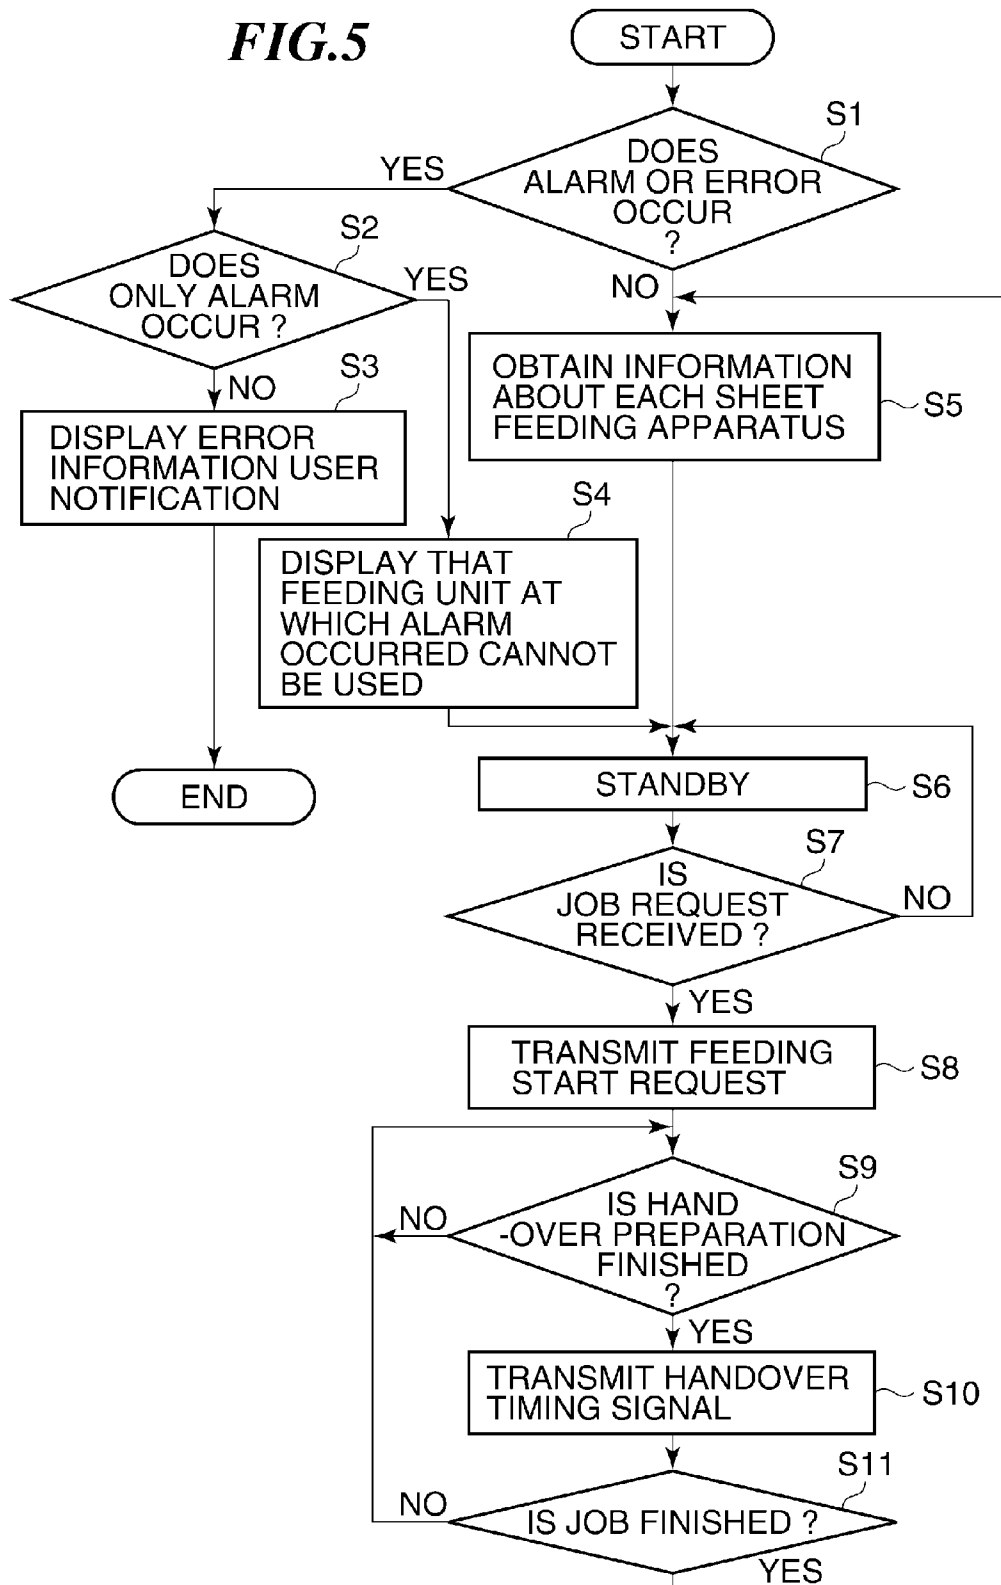 FIG.5
START
S1
DOES
ALARM OR ERROR
OCCUR
?
YES
NO
S2
DOES
ONLY ALARM
OCCUR ?
YES
NO
S3
DISPLAY ERROR
INFORMATION USER
NOTIFICATION
S4
DISPLAY THAT
FEEDING UNIT AT
WHICH ALARM
OCCURRED CANNOT
BE USED
END
OBTAIN INFORMATION
ABOUT EACH SHEET
FEEDING APPARATUS
S5
STANDBY
S6
S7
IS
JOB REQUEST
RECEIVED ?
NO
YES
TRANSMIT FEEDING
START REQUEST
S8
S9
IS HAND
-OVER PREPARATION
FINISHED
?
NO
YES
TRANSMIT HANDOVER
TIMING SIGNAL
S10
S11
IS JOB FINISHED ?
NO
YES